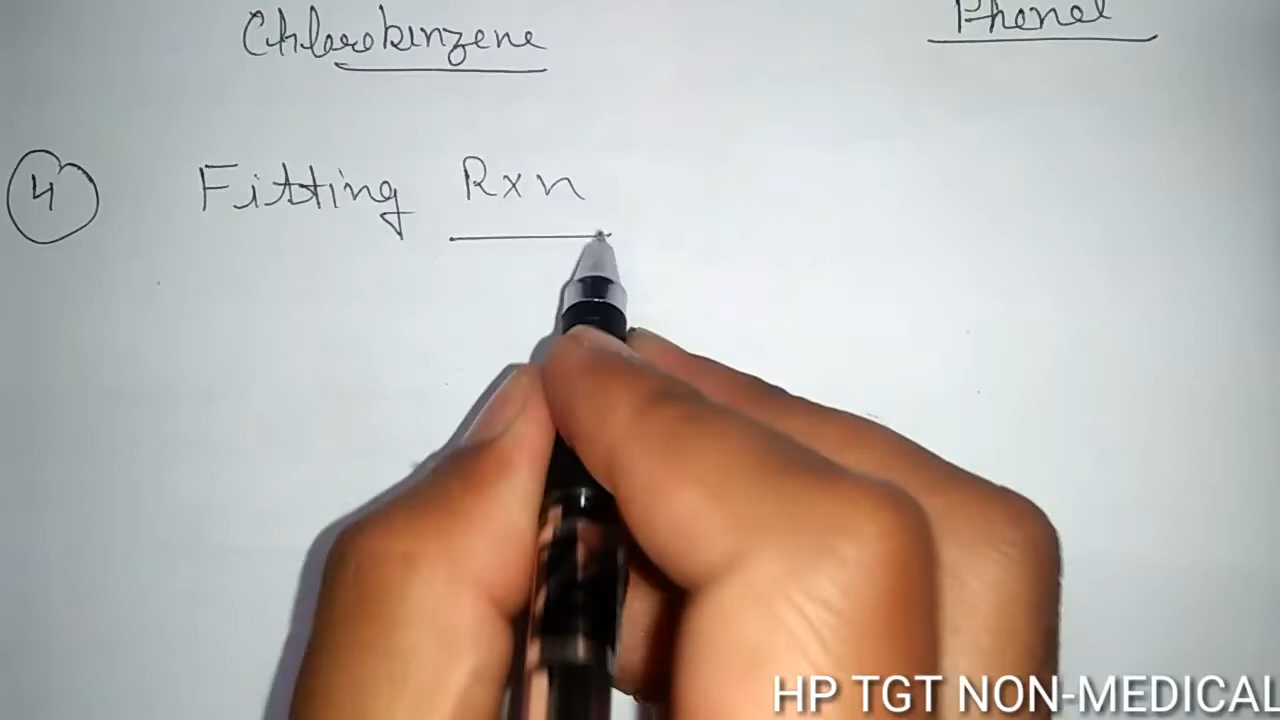 Chlorobenzene
Phenol
4 Fitting Rxn
HP TGT NON-MEDICAL